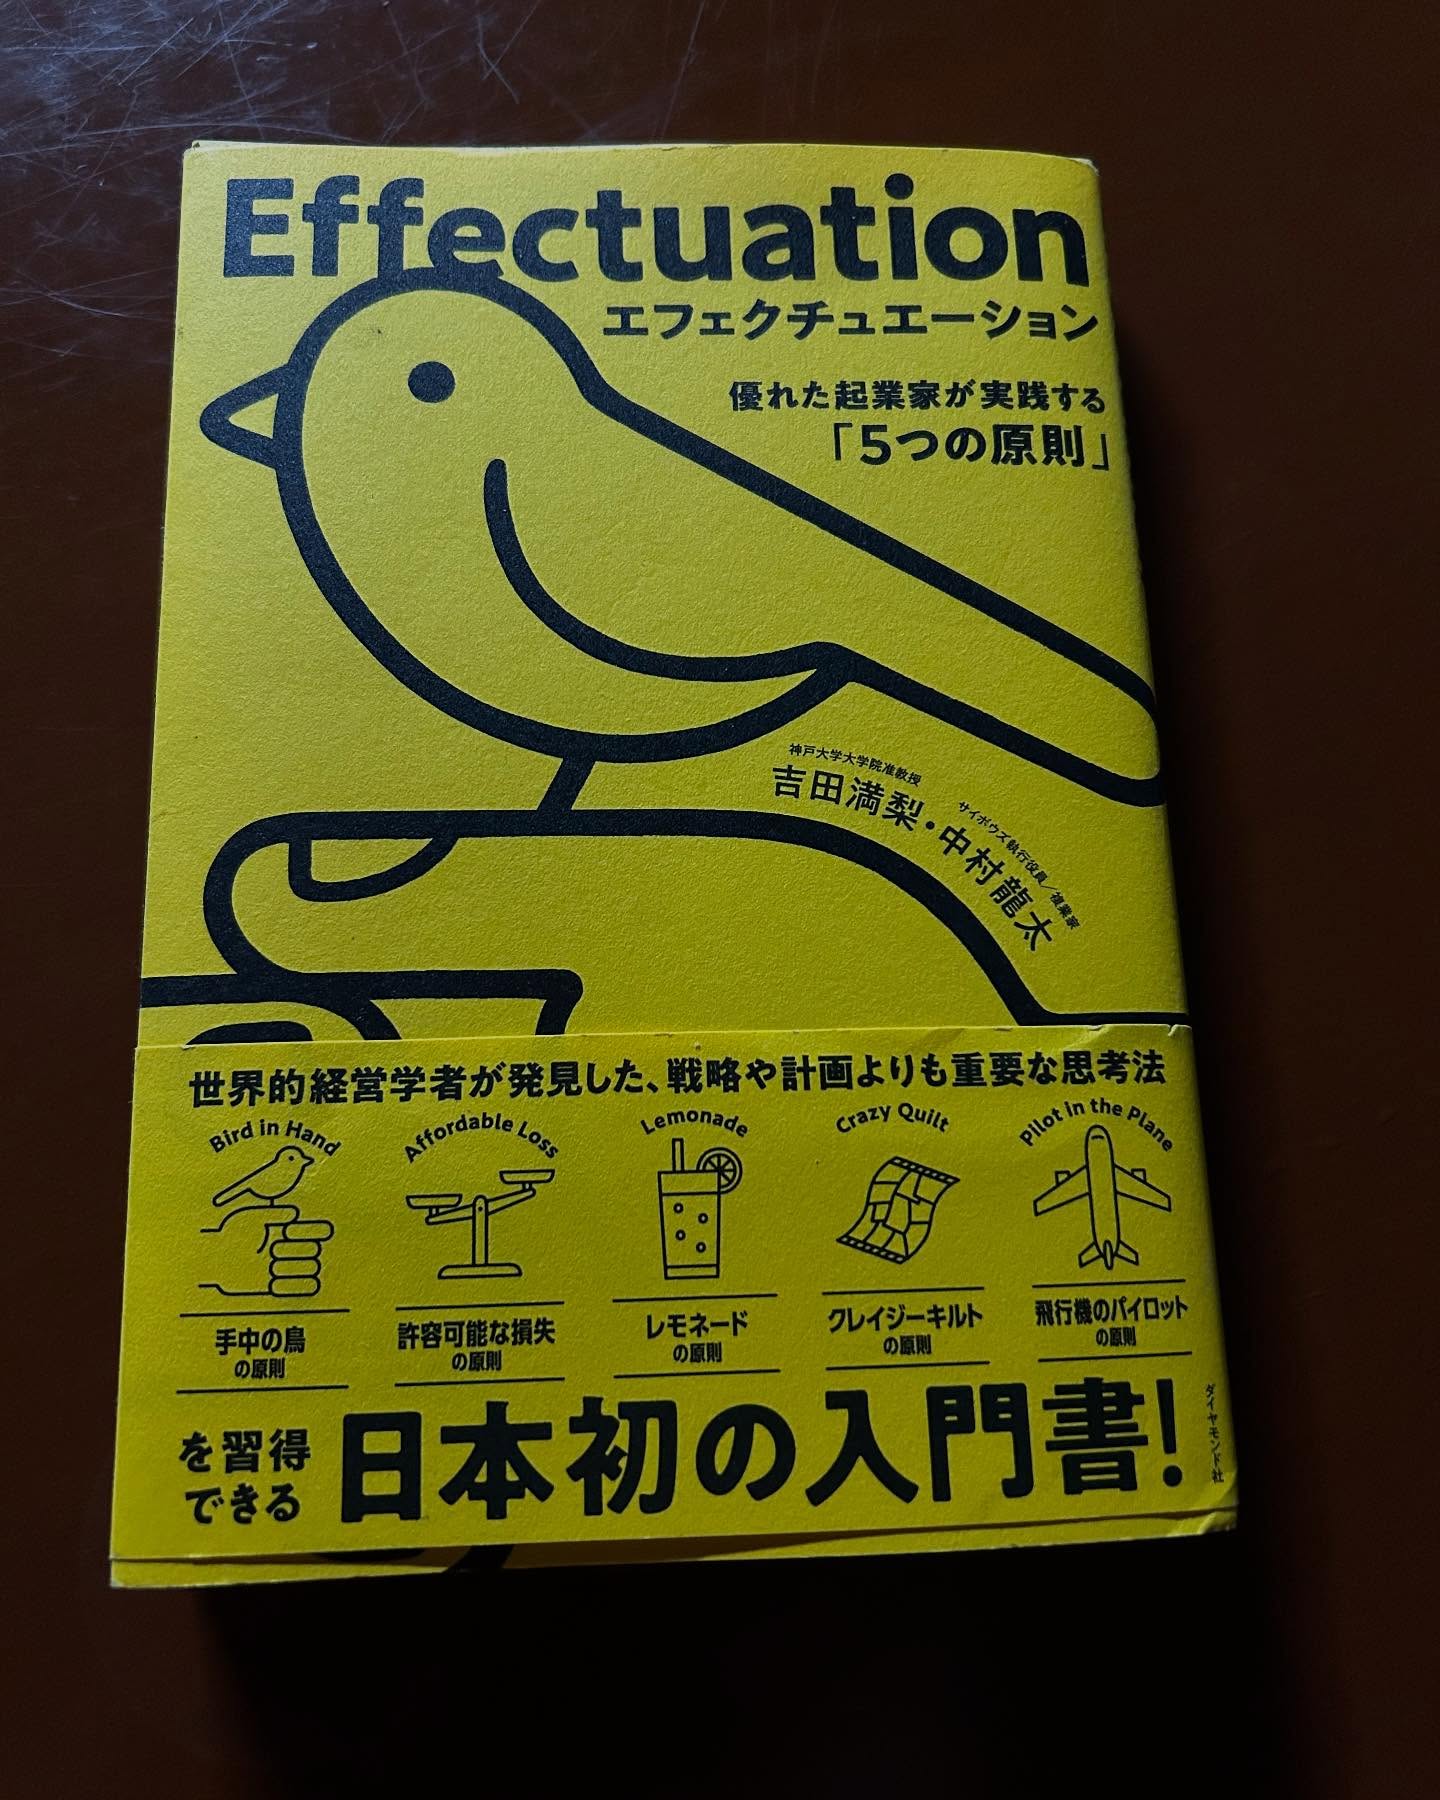 Effectuation
エフェクチュエーション
優れた起業家が実践する
「5つの原則」
神戸大学大学院准教授
吉田満梨・中村龍太
サイボウズ執行役員/複業家
世界的経営学者が発見した、戦略や計画よりも重要な思考法
Bird in Hand
手中の鳥
の原則
Affordable Loss
許容可能な損失
の原則
Lemonade
レモネード
の原則
Crazy Quilt
クレイジーキルト
の原則
Pilot in the Plane
飛行機のパイロット
の原則
を習得
できる
日本初の入門書!
ダイヤモンド社